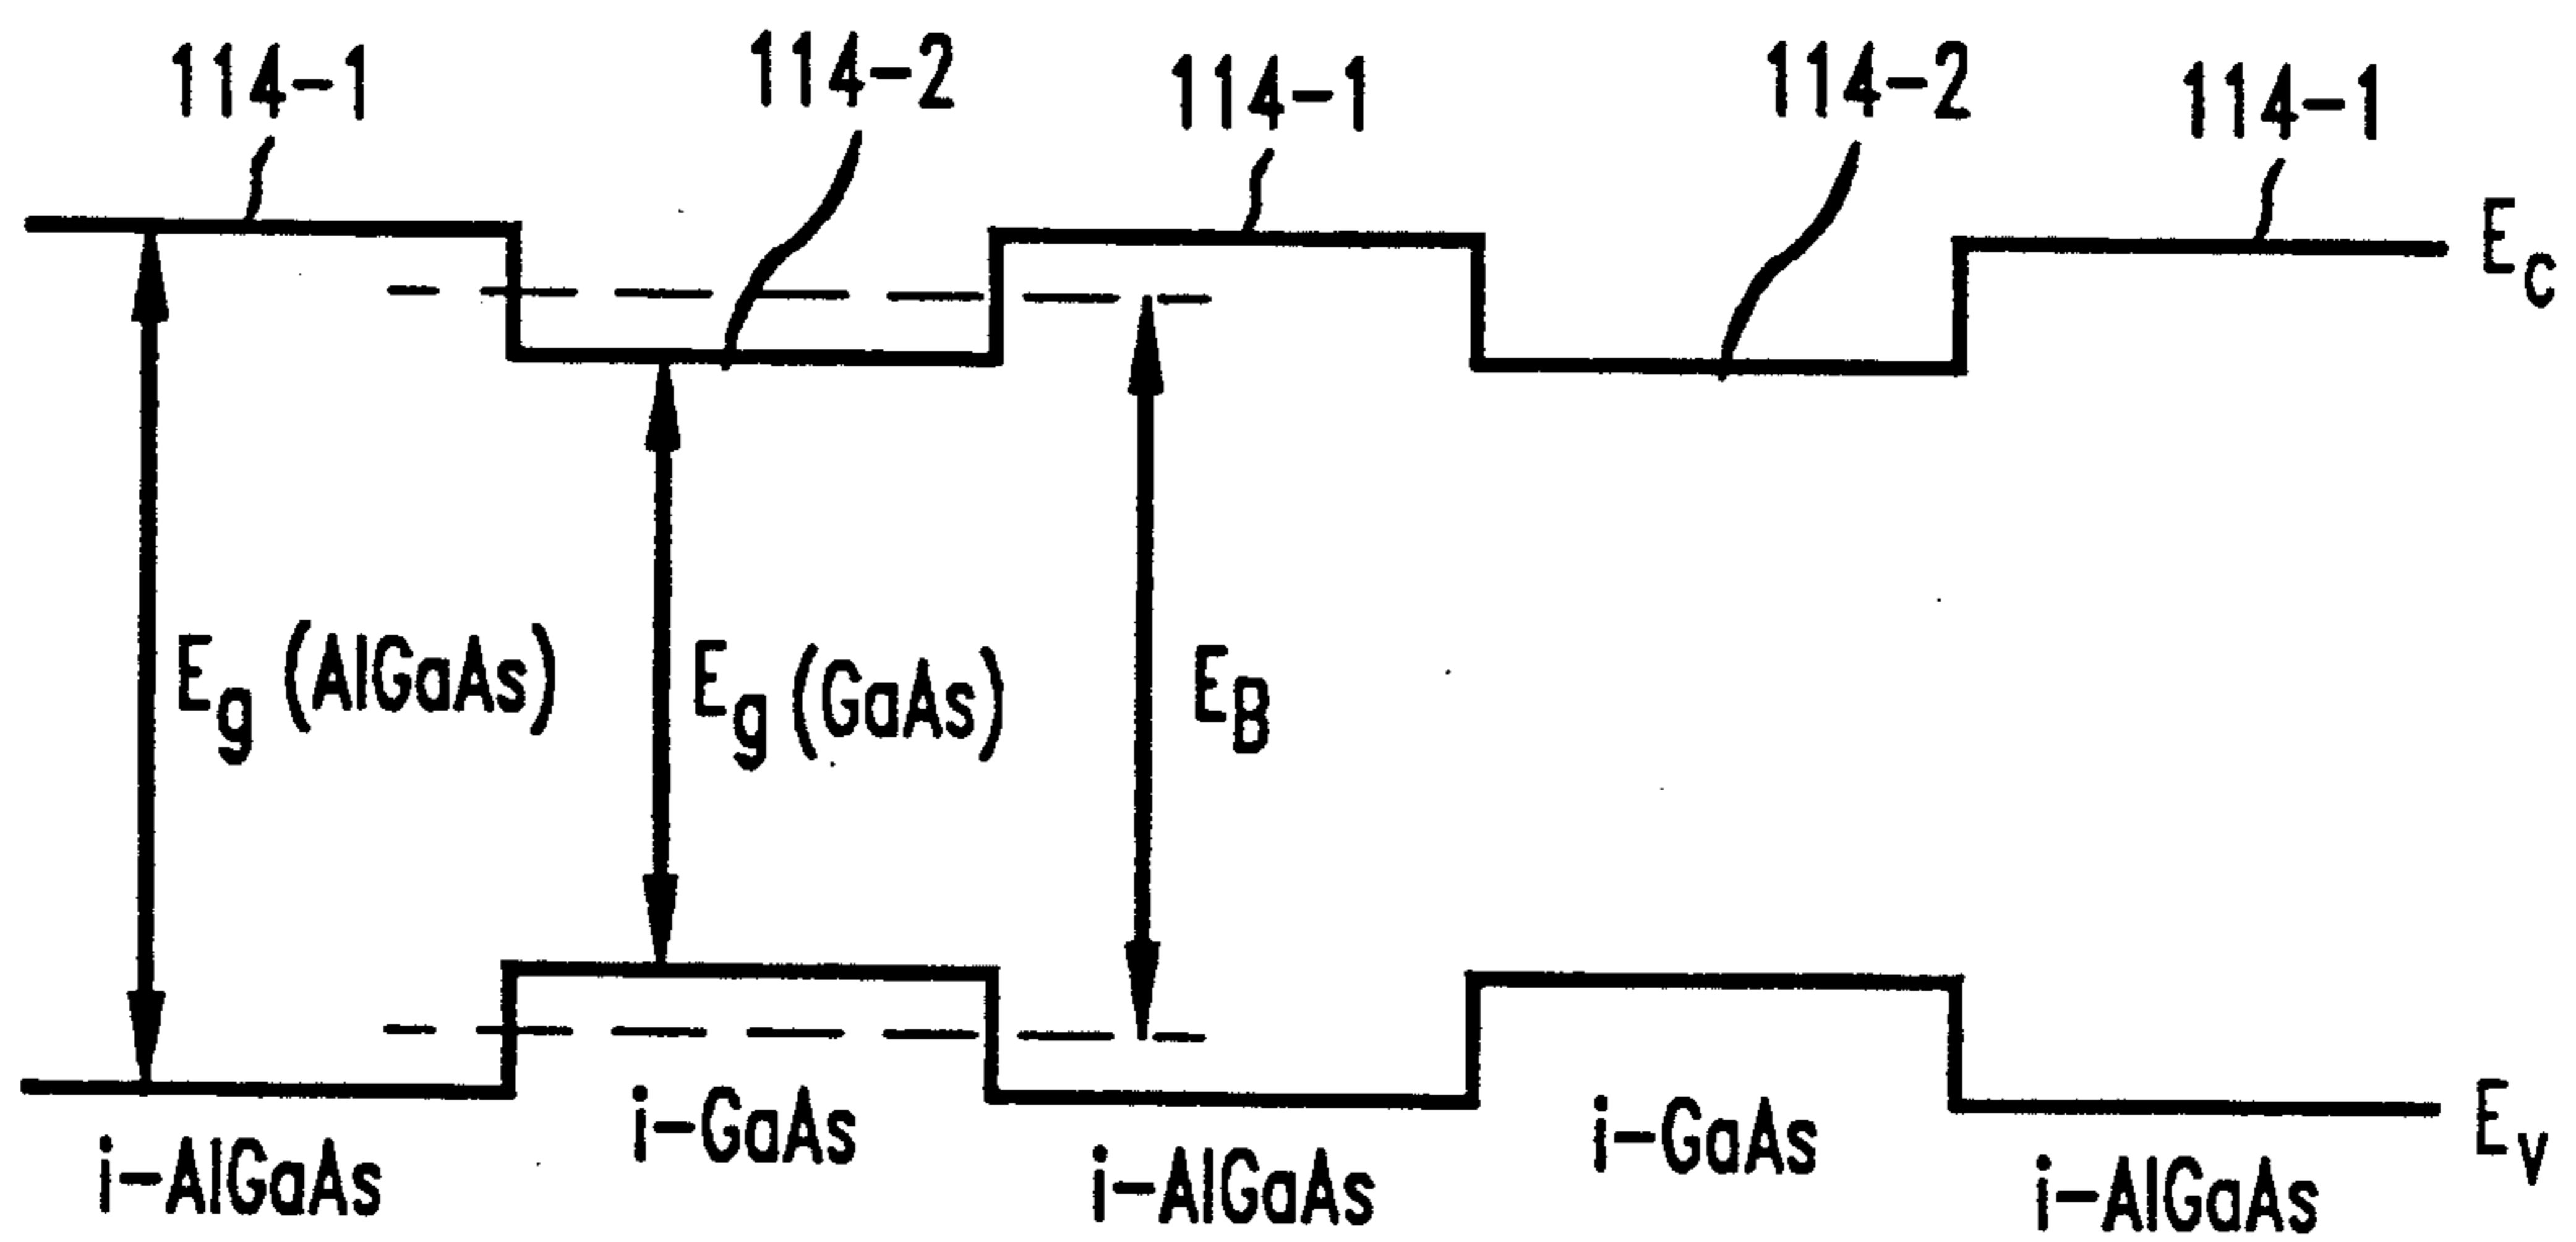 114-1
114-2
114-1
114-2
114-1
Ec
Eg (AlGaAs)
Eg (GaAs)
EB
Ev
i-AlGaAs
i-GaAs
i-AlGaAs
i-GaAs
i-AlGaAs